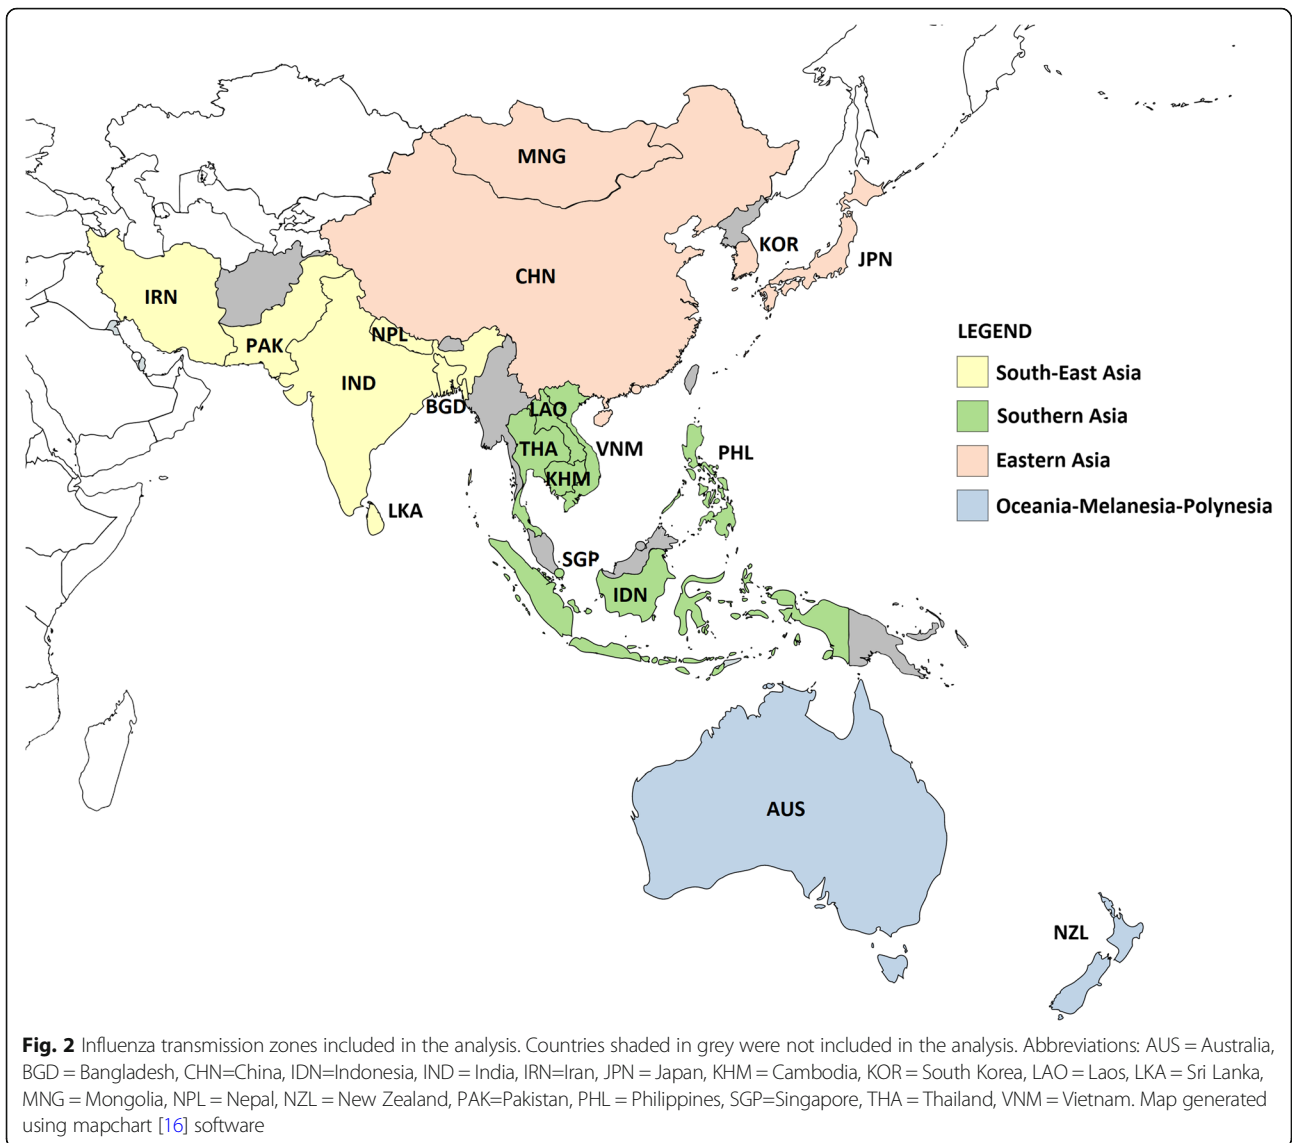 MNG
KOR
JPN
CHN
IRN
LEGEND
NPL
PAK
South-East Asia
IND
BGD
LAO
Southern Asia
THA
VNM
PHL
Eastern Asia
KHM
LKA
Oceania-Melanesia-Polynesia
SGP
IDN
AUS
NZL
Fig. 2 Influenza transmission zones included in the analysis. Countries shaded in grey were not included in the analysis. Abbreviations: AUS = Australia,
BGD = Bangladesh, CHN=China, IDN=Indonesia, IND = India, IRN=Iran, JPN = Japan, KHM = Cambodia, KOR = South Korea, LAO = Laos, LKA = Sri Lanka,
MNG = Mongolia, NPL = Nepal, NZL = New Zealand, PAK=Pakistan, PHL = Philippines, SGP=Singapore, THA = Thailand, VNM = Vietnam. Map generated
using mapchart [16] software